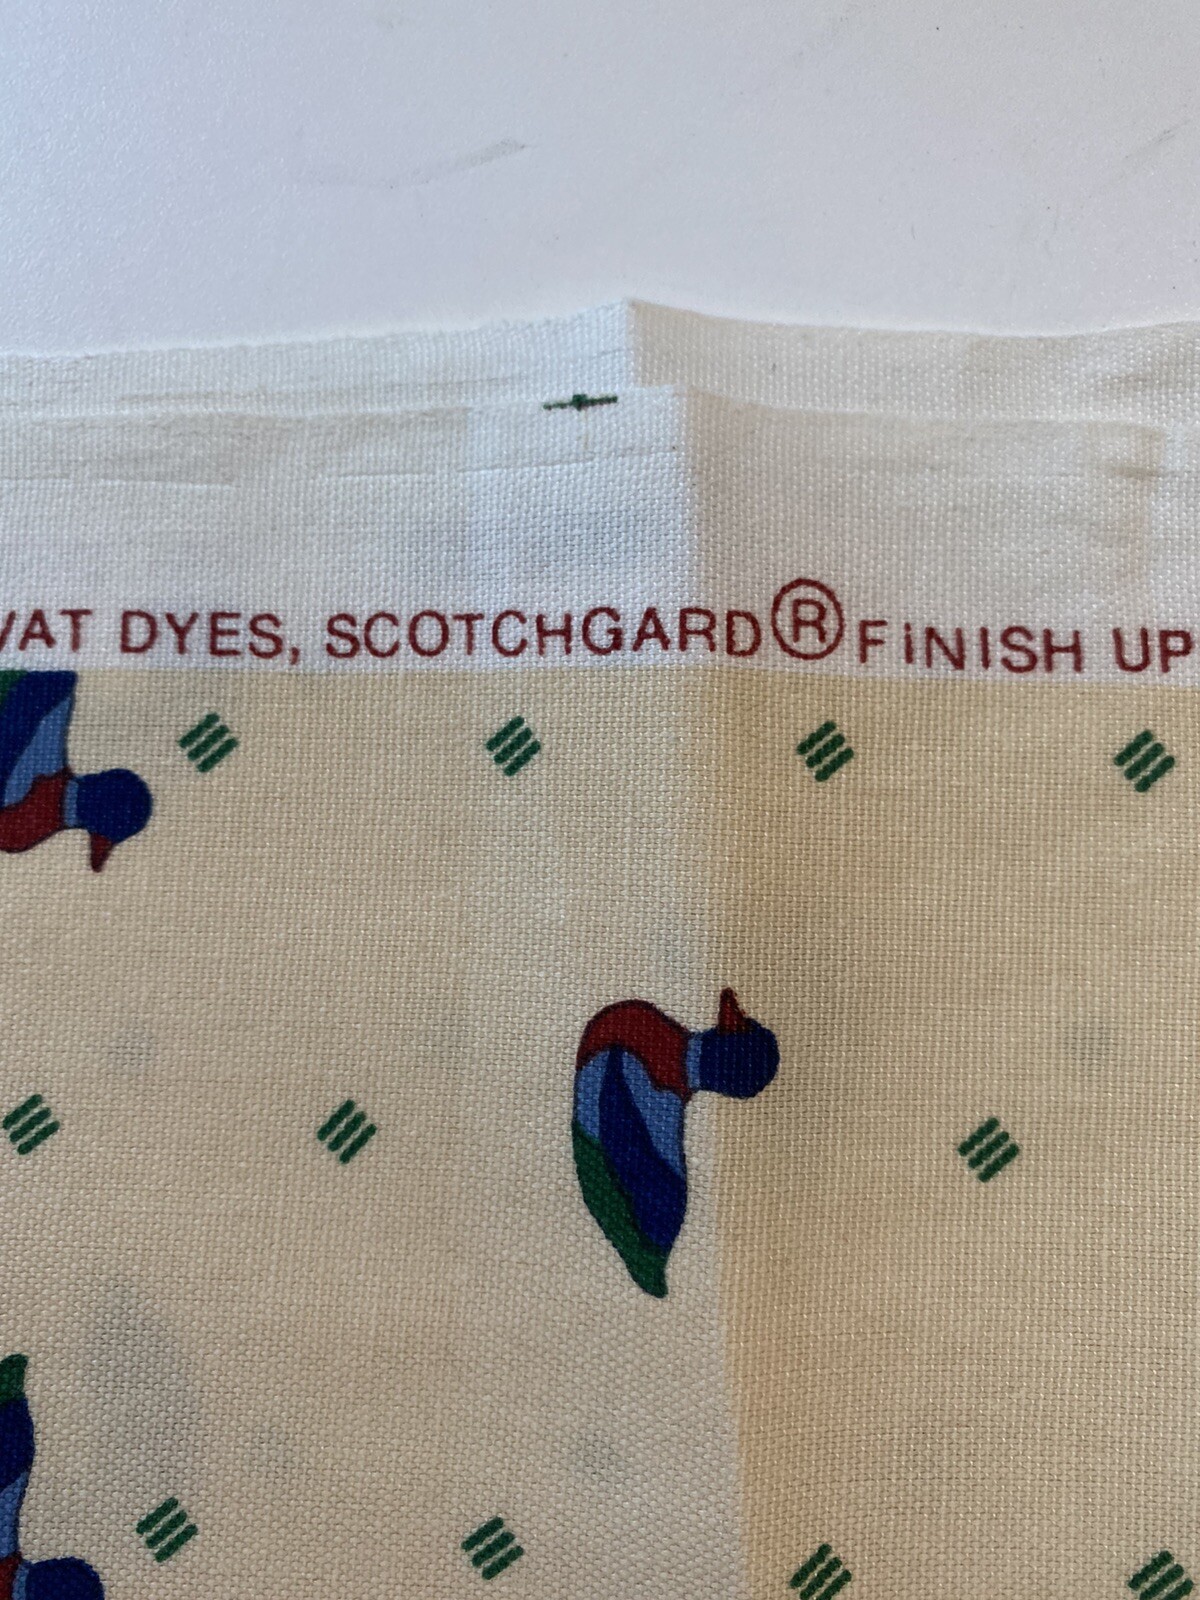 VAT DYES, SCOTCHGARD® FINISH UP